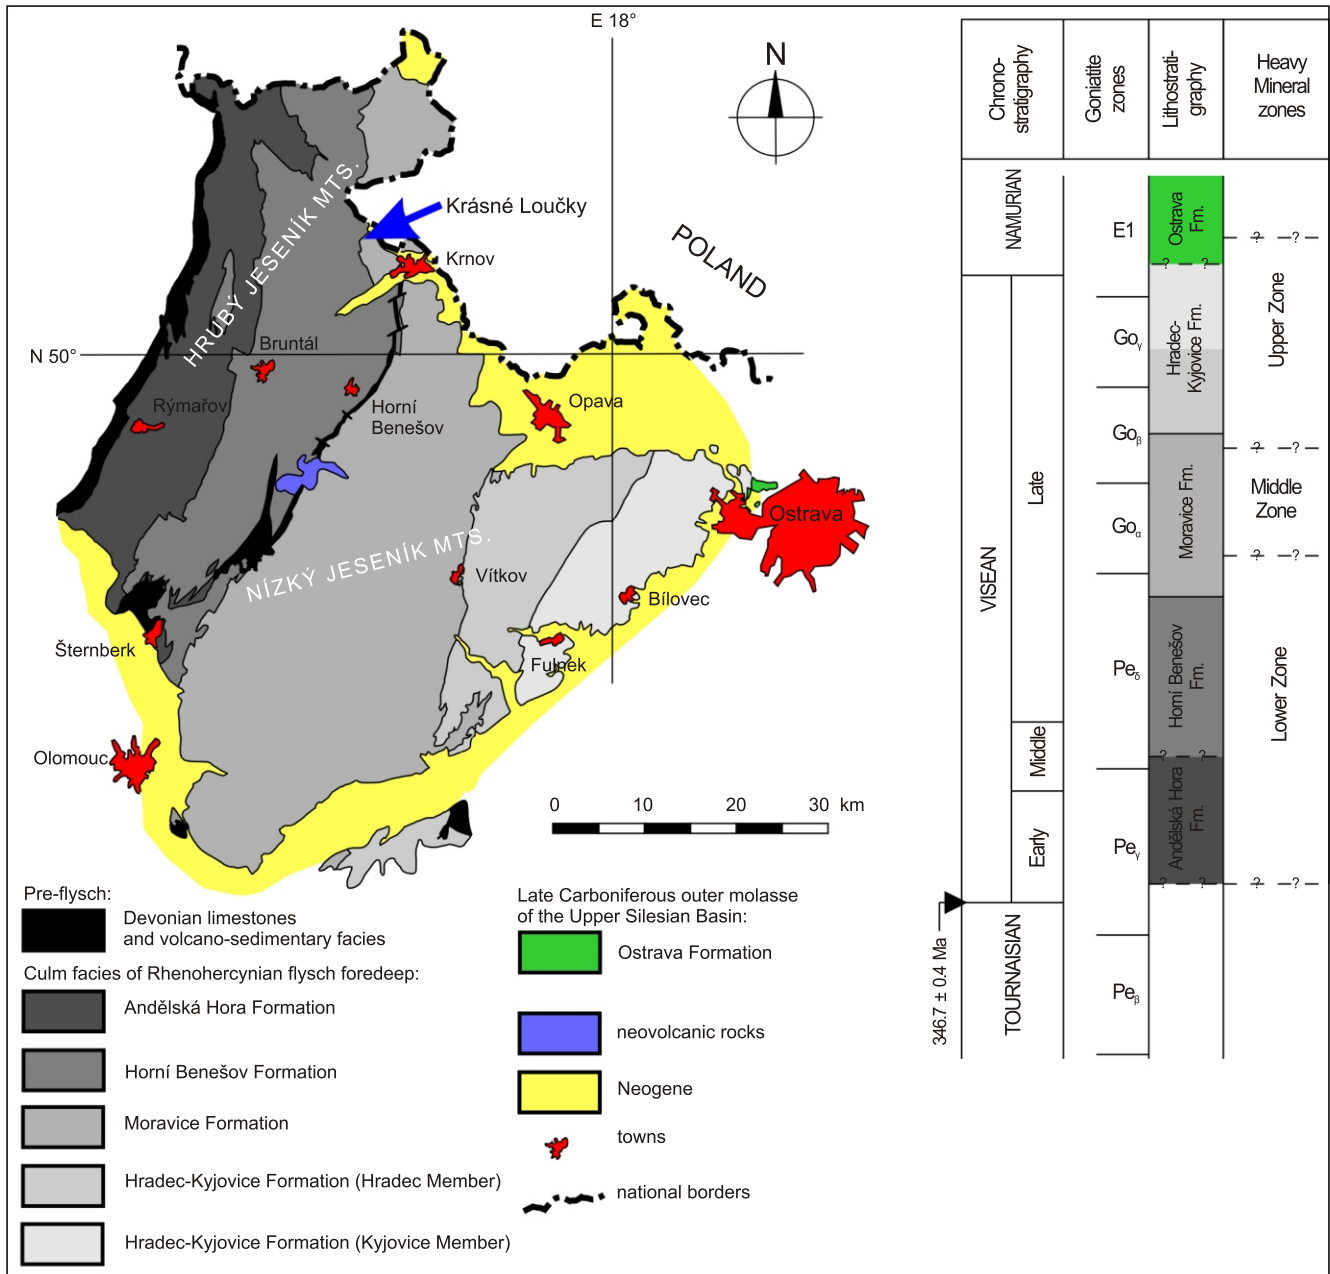 E 18°
N
HRUBÝ JESENÍK MTS.
Krásné Loučky
Krnov
POLAND
N 50°
Bruntál
Rýmařov
Horní
Benešov
Opava
Ostrava
NÍZKÝ JESENÍK MTS.
Vítkov
Bílovec
Šternberk
Fulnek
Olomouc
0 10 20 30 km
Pre-flysch:
Devonian limestones
and volcano-sedimentary facies
Culm facies of Rhenohercynian flysch foredeep:
Andělská Hora Formation
Horní Benešov Formation
Moravice Formation
Hradec-Kyjovice Formation (Hradec Member)
Hradec-Kyjovice Formation (Kyjovice Member)
Late Carboniferous outer molasse
of the Upper Silesian Basin:
Ostrava Formation
neovolcanic rocks
Neogene
towns
national borders
Chrono-
stratigraphy
Goniatite
zones
Lithostrati-
graphy
Heavy
Mineral
zones
NAMURIAN
VISEAN
TOURNAISIAN
Late
Middle
Early
346.7 ± 0.4 Ma
E1
Goγ
Goβ
Goα
Peδ
Peγ
Peβ
Ostrava
Fm.
? ?
Hradec-
Kyjovice Fm.
Moravice Fm.
Horní Benešov
Fm.
? ?
Andělská Hora
Fm.
? ?
? ?
Upper Zone
? ?
Middle
Zone
? ?
Lower Zone
? ?